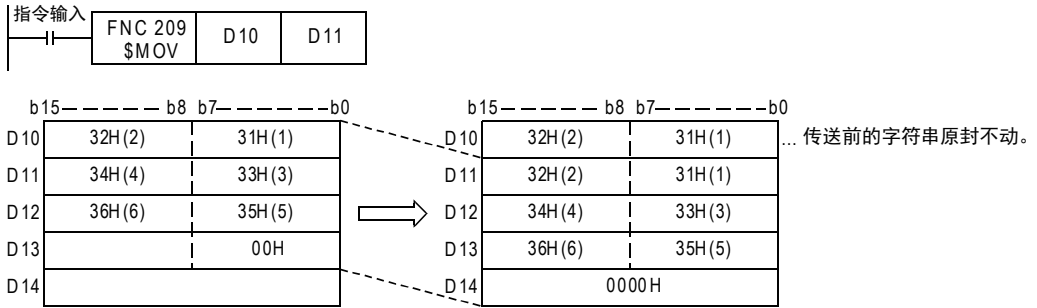 指令输入
FNC 209 $MOV D10 D11
b15 b8 b7 b0
D10 32H(2) 31H(1)
D11 34H(4) 33H(3)
D12 36H(6) 35H(5)
D13 00H
D14
b15 b8 b7 b0
D10 32H(2) 31H(1) ... 传送前的字符串原封不动。
D11 32H(2) 31H(1)
D12 34H(4) 33H(3)
D13 36H(6) 35H(5)
D14 0000H